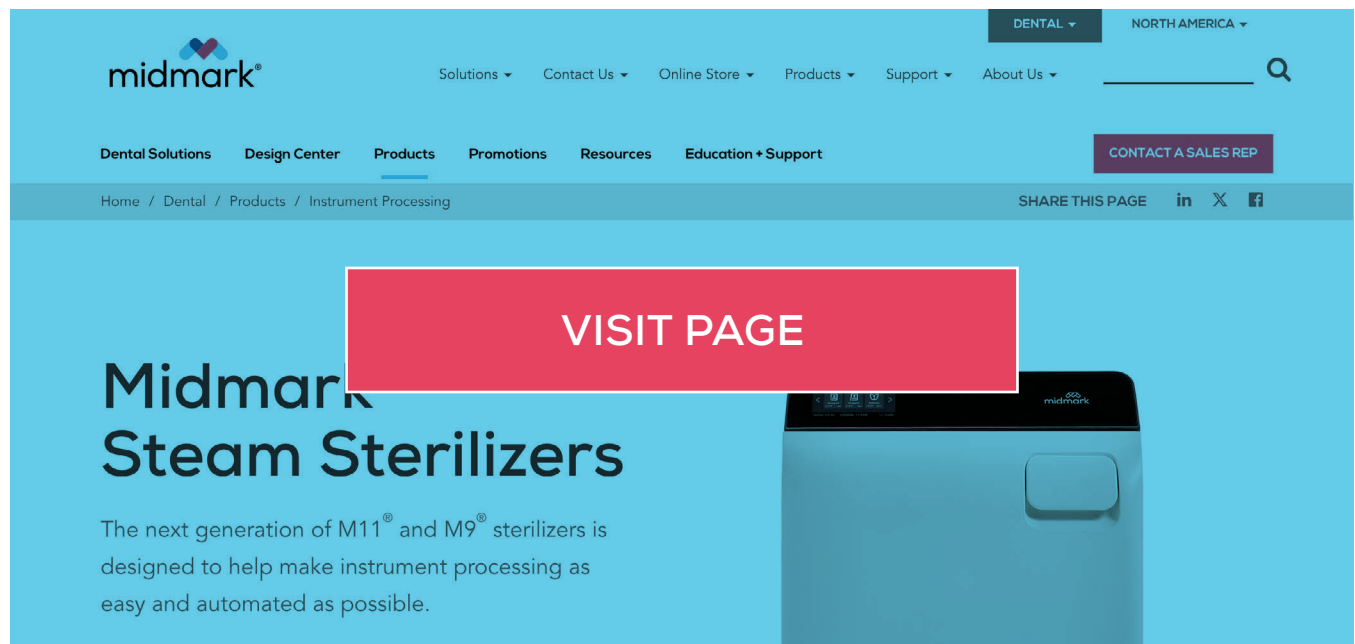 DENTAL
NORTH AMERICA
midmark®
Solutions
Contact Us
Online Store
Products
Support
About Us
Dental Solutions
Design Center
Products
Promotions
Resources
Education + Support
CONTACT A SALES REP
Home / Dental / Products / Instrument Processing
SHARE THIS PAGE
VISIT PAGE
Midmark
midmark
Steam Sterilizers
The next generation of M11® and M9® sterilizers is
designed to help make instrument processing as
easy and automated as possible.